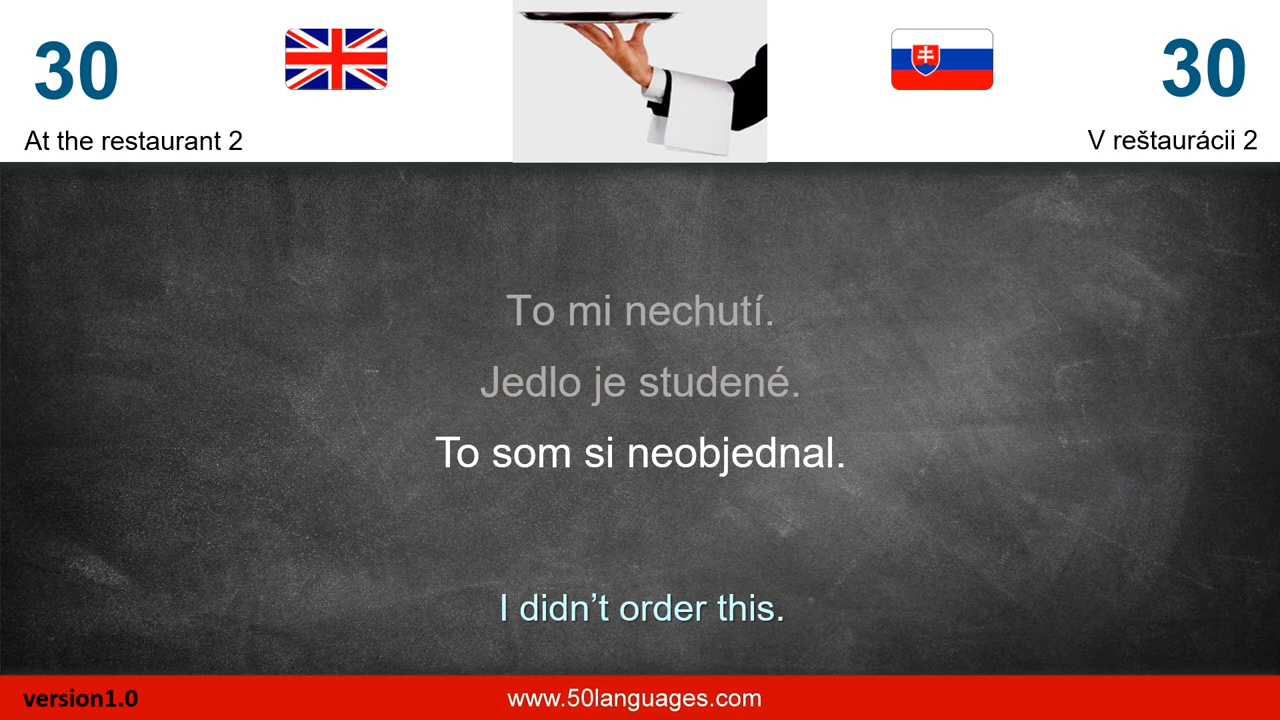 30
30
At the restaurant 2
V reštaurácii 2
To mi nechutí.
Jedlo je studené.
To som si neobjednal.
I didn’t order this.
version1.0
www.50languages.com